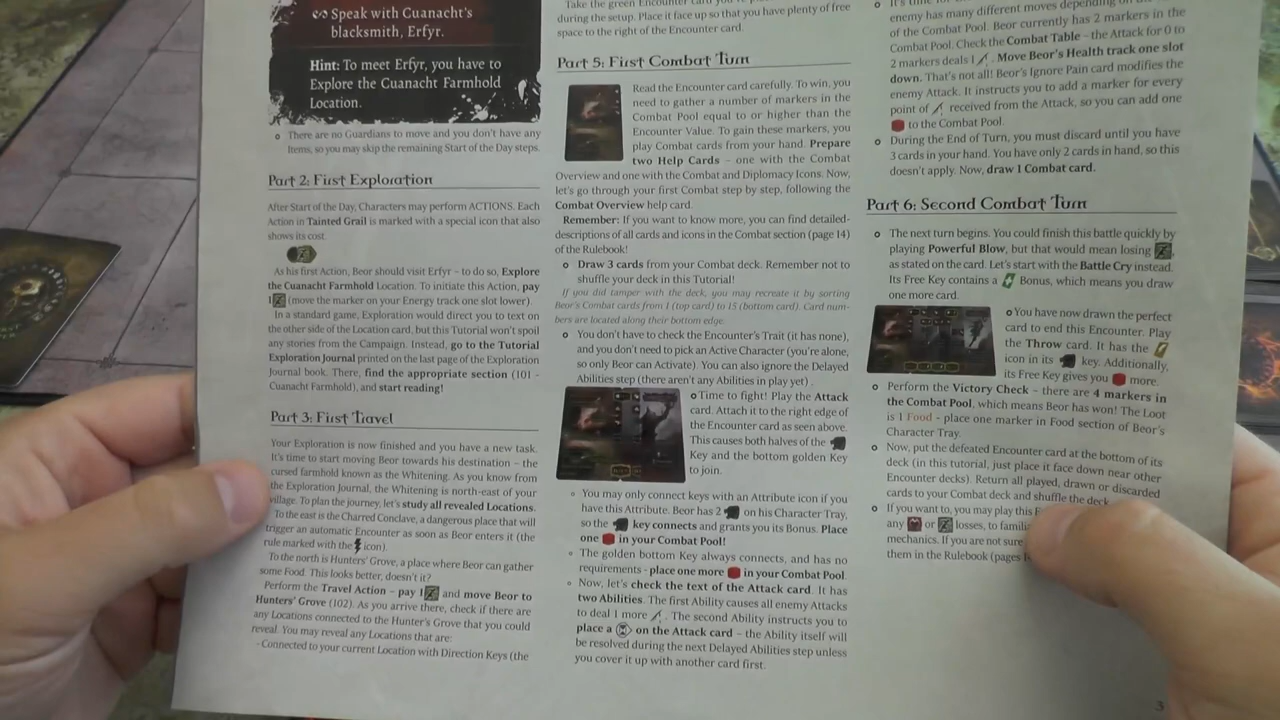 Speak with Cuanacht's
blacksmith, Erfyr.
Hint: To meet Erfyr, you have to
Explore the Cuanacht Farmhold
Location.
There are no Guardians to move and you don't have any
Items, so you may skip the remaining Start of the Day steps.
Part 2: First Exploration
After Start of the Day, Characters may perform ACTIONS. Each
Action in Tainted Grail is marked with a special icon that also
shows its cost.
As his first Action, Beor should visit Erfyr – to do so, Explore
the Cuanacht Farmhold Location. To initiate this Action, pay
1 (move the marker on your Energy track one slot lower).
In a standard game, Exploration would direct you to text on
the other side of the Location card, but this Tutorial won't spoil
any stories from the Campaign. Instead, go to the Tutorial
Exploration Journal printed on the last page of the Exploration
Journal book. There, find the appropriate section (101 -
Cuanacht Farmhold), and start reading!
Part 3: First Travel
Your Exploration is now finished and you have a new task.
It's time to start moving Beor towards his destination – the
cursed farmhold known as the Whitening. As you know from
the Exploration Journal, the Whitening is north-east of your
village. To plan the journey, let's study all revealed Locations.
To the east is the Charred Conclave, a dangerous place that will
trigger an automatic Encounter as soon as Beor enters it (the
rule marked with the icon).
To the north is Hunters' Grove, a place where Beor can gather
some Food. This looks better, doesn't it?
Perform the Travel Action – pay 1 and move Beor to
Hunters' Grove (102). As you arrive there, check if there are
any Locations connected to the Hunter's Grove that you could
reveal. You may reveal any Locations that are:
- Connected to your current Location with Direction Keys (the
Take the green Encounter card you've
during the setup. Place it face up so that you have plenty of free
space to the right of the Encounter card.
Part 5: First Combat Turn
Read the Encounter card carefully. To win, you
need to gather a number of markers in the
Combat Pool equal to or higher than the
Encounter Value. To gain these markers, you
play Combat cards from your hand. Prepare
two Help Cards – one with the Combat
Overview and one with the Combat and Diplomacy Icons. Now,
let's go through your first Combat step by step, following the
Combat Overview help card.
Remember: If you want to know more, you can find detailed-
descriptions of all cards and icons in the Combat section (page 14)
of the Rulebook!
Draw 3 cards from your Combat deck. Remember not to
shuffle your deck in this Tutorial!
If you did tamper with the deck, you may recreate it by sorting
Beor's Combat cards from 1 (top card) to 15 (bottom card). Card num-
bers are located along their bottom edge.
You don't have to check the Encounter's Trait (it has none),
and you don't need to pick an Active Character (you're alone,
so only Beor can Activate). You can also ignore the Delayed
Abilities step (there aren't any Abilities in play yet) .
Time to fight! Play the Attack
card. Attach it to the right edge of
the Encounter card as seen above.
This causes both halves of the
Key and the bottom golden Key
to join.
You may only connect keys with an Attribute icon if you
have this Attribute. Beor has 2 on his Character Tray,
so the key connects and grants you its Bonus. Place
one in your Combat Pool!
The golden bottom Key always connects, and has no
requirements - place one more in your Combat Pool.
Now, let's check the text of the Attack card. It has
two Abilities. The first Ability causes all enemy Attacks
to deal 1 more . The second Ability instructs you to
place a on the Attack card – the Ability itself will
be resolved during the next Delayed Abilities step unless
you cover it up with another card first.
It's time
enemy has many different moves depending on
of the Combat Pool. Beor currently has 2 markers in the
Combat Pool. Check the Combat Table – the Attack for 0 to
2 markers deals 1 . Move Beor's Health track one slot
down. That's not all! Beor's Ignore Pain card modifies the
enemy Attack. It instructs you to add a marker for every
point of received from the Attack, so you can add one
to the Combat Pool.
During the End of Turn, you must discard until you have
3 cards in your hand. You have only 2 cards in hand, so this
doesn't apply. Now, draw 1 Combat card.
Part 6: Second Combat Turn
The next turn begins. You could finish this battle quickly by
playing Powerful Blow, but that would mean losing ,
as stated on the card. Let's start with the Battle Cry instead.
Its Free Key contains a Bonus, which means you draw
one more card.
You have now drawn the perfect
card to end this Encounter. Play
the Throw card. It has the
icon in its key. Additionally,
its Free Key gives you more.
Perform the Victory Check – there are 4 markers in
the Combat Pool, which means Beor has won! The Loot
is 1 Food - place one marker in Food section of Beor's
Character Tray.
Now, put the defeated Encounter card at the bottom of its
deck (in this tutorial, just place it face down near other
Encounter decks). Return all played, drawn or discarded
cards to your Combat deck and shuffle the deck
If you want to, you may play this
any or losses, to
mechanics. If you are not sure
them in the Rulebook (pages
3